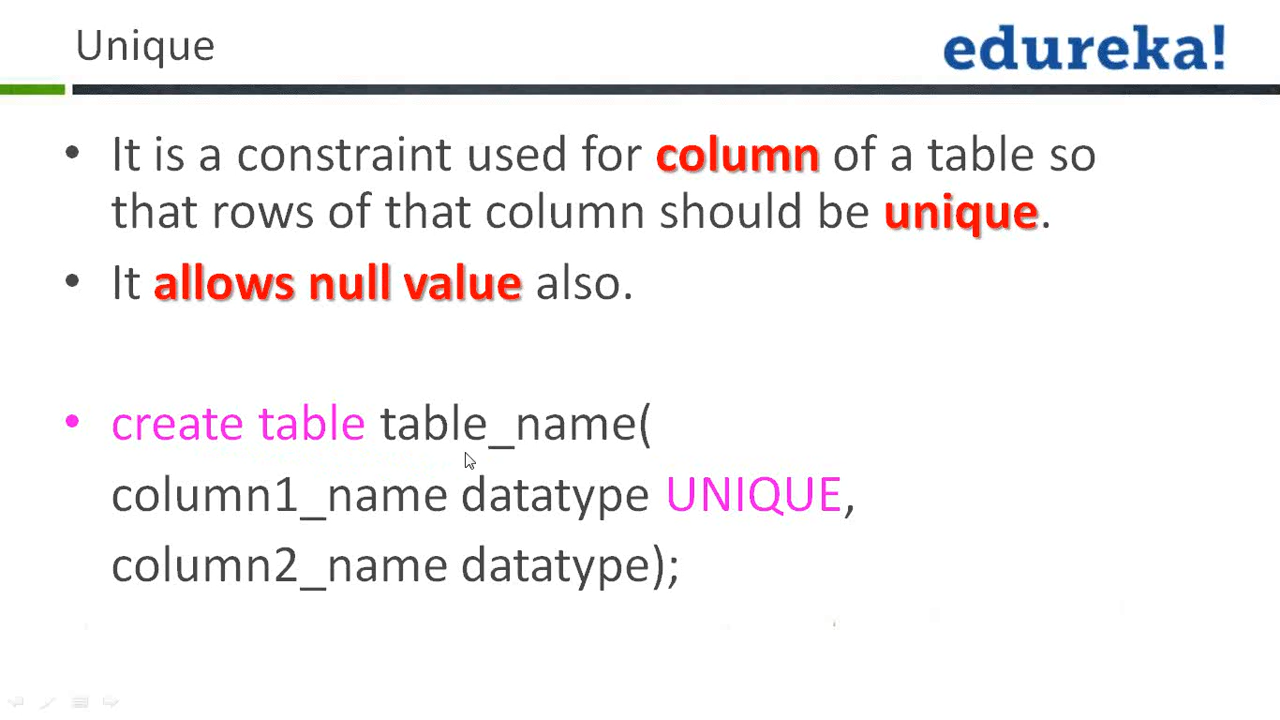 Unique
edureka!
• It is a constraint used for column of a table so
that rows of that column should be unique.
• It allows null value also.
• create table table_name(
column1_name datatype UNIQUE,
column2_name datatype);